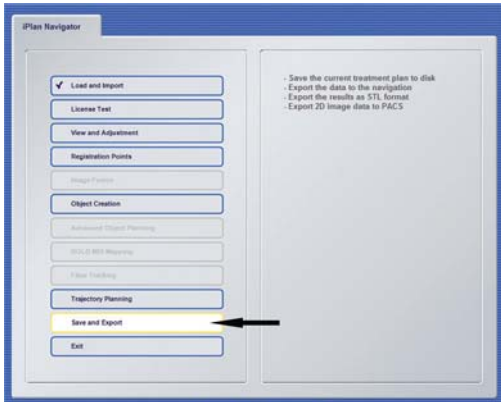 iPlan Navigator
Load and Import
License Test
View and Adjustment
Registration Points
Image Fusion
Object Creation
Advanced Object Planning
BOLD MRI Mapping
Fiber Tracking
Trajectory Planning
Save and Export
Exit
- Save the current treatment plan to disk
- Export the data to the navigation
- Export the results as STL format
- Export 2D image data to PACS